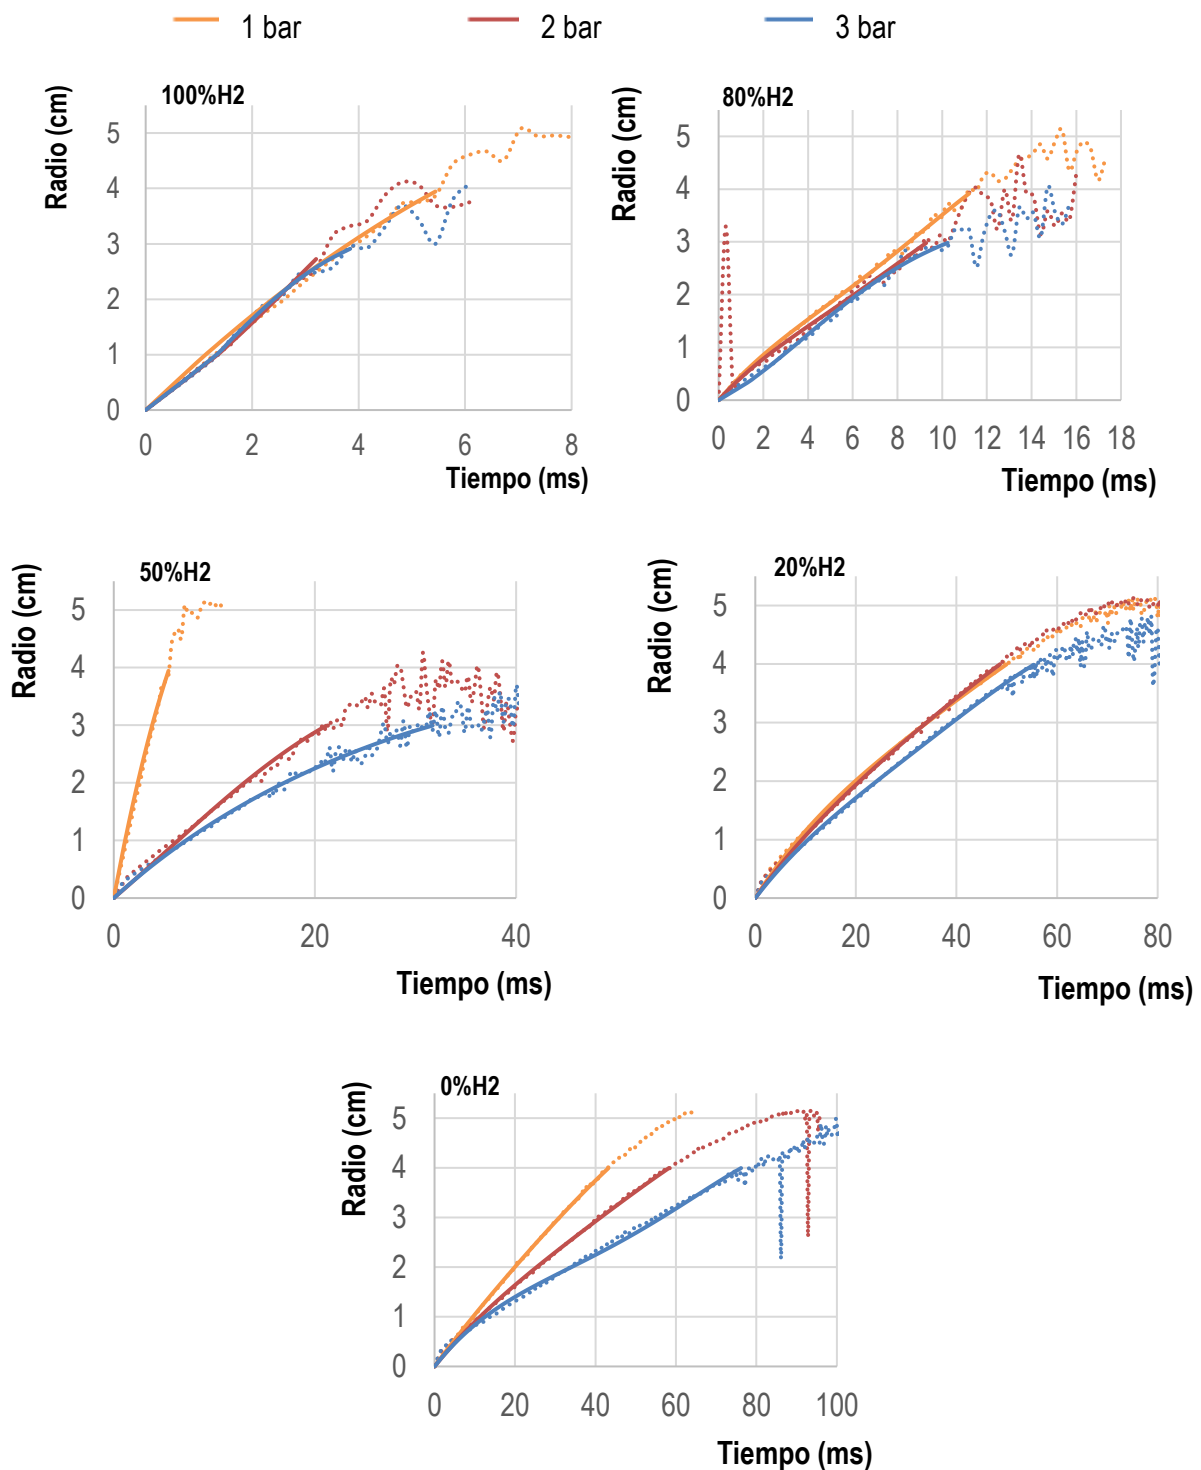 1 bar 2 bar 3 bar
100%H2
Radio (cm)
5
4
3
2
1
0
0 2 4 6 8
Tiempo (ms)
80%H2
Radio (cm)
5
4
3
2
1
0
0 2 4 6 8 10 12 14 16 18
Tiempo (ms)
50%H2
Radio (cm)
5
4
3
2
1
0
0 20 40
Tiempo (ms)
20%H2
Radio (cm)
5
4
3
2
1
0
0 20 40 60 80
Tiempo (ms)
0%H2
Radio (cm)
5
4
3
2
1
0
0 20 40 60 80 100
Tiempo (ms)